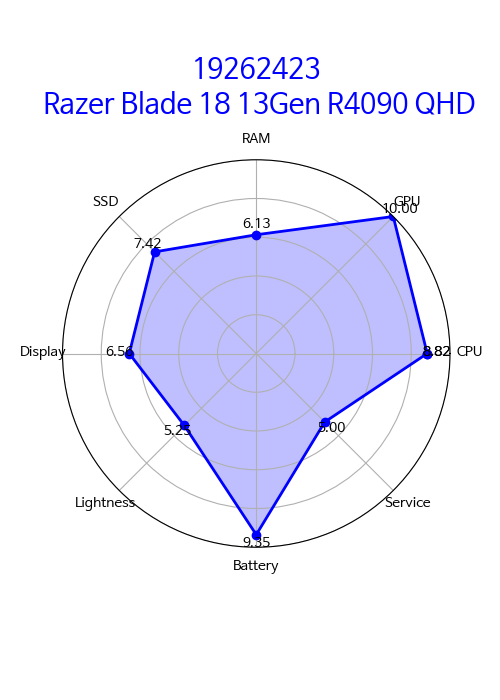 19262423
Razer Blade 18 13Gen R4090 QHD
RAM
SSD
GPU
10.00
6.13
7.42
Display
6.56
8.82
CPU
5.23
5.00
Lightness
Service
9.35
Battery